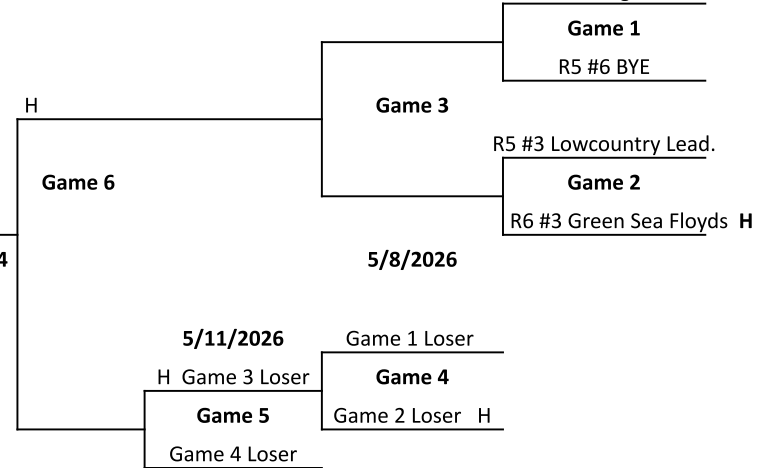 Game 1
R5 #6 BYE
H
Game 3
R5 #3 Lowcountry Lead.
Game 6
Game 2
R6 #3 Green Sea Floyds H
4
5/8/2026
5/11/2026
Game 1 Loser
H Game 3 Loser
Game 4
Game 5
Game 2 Loser H
Game 4 Loser